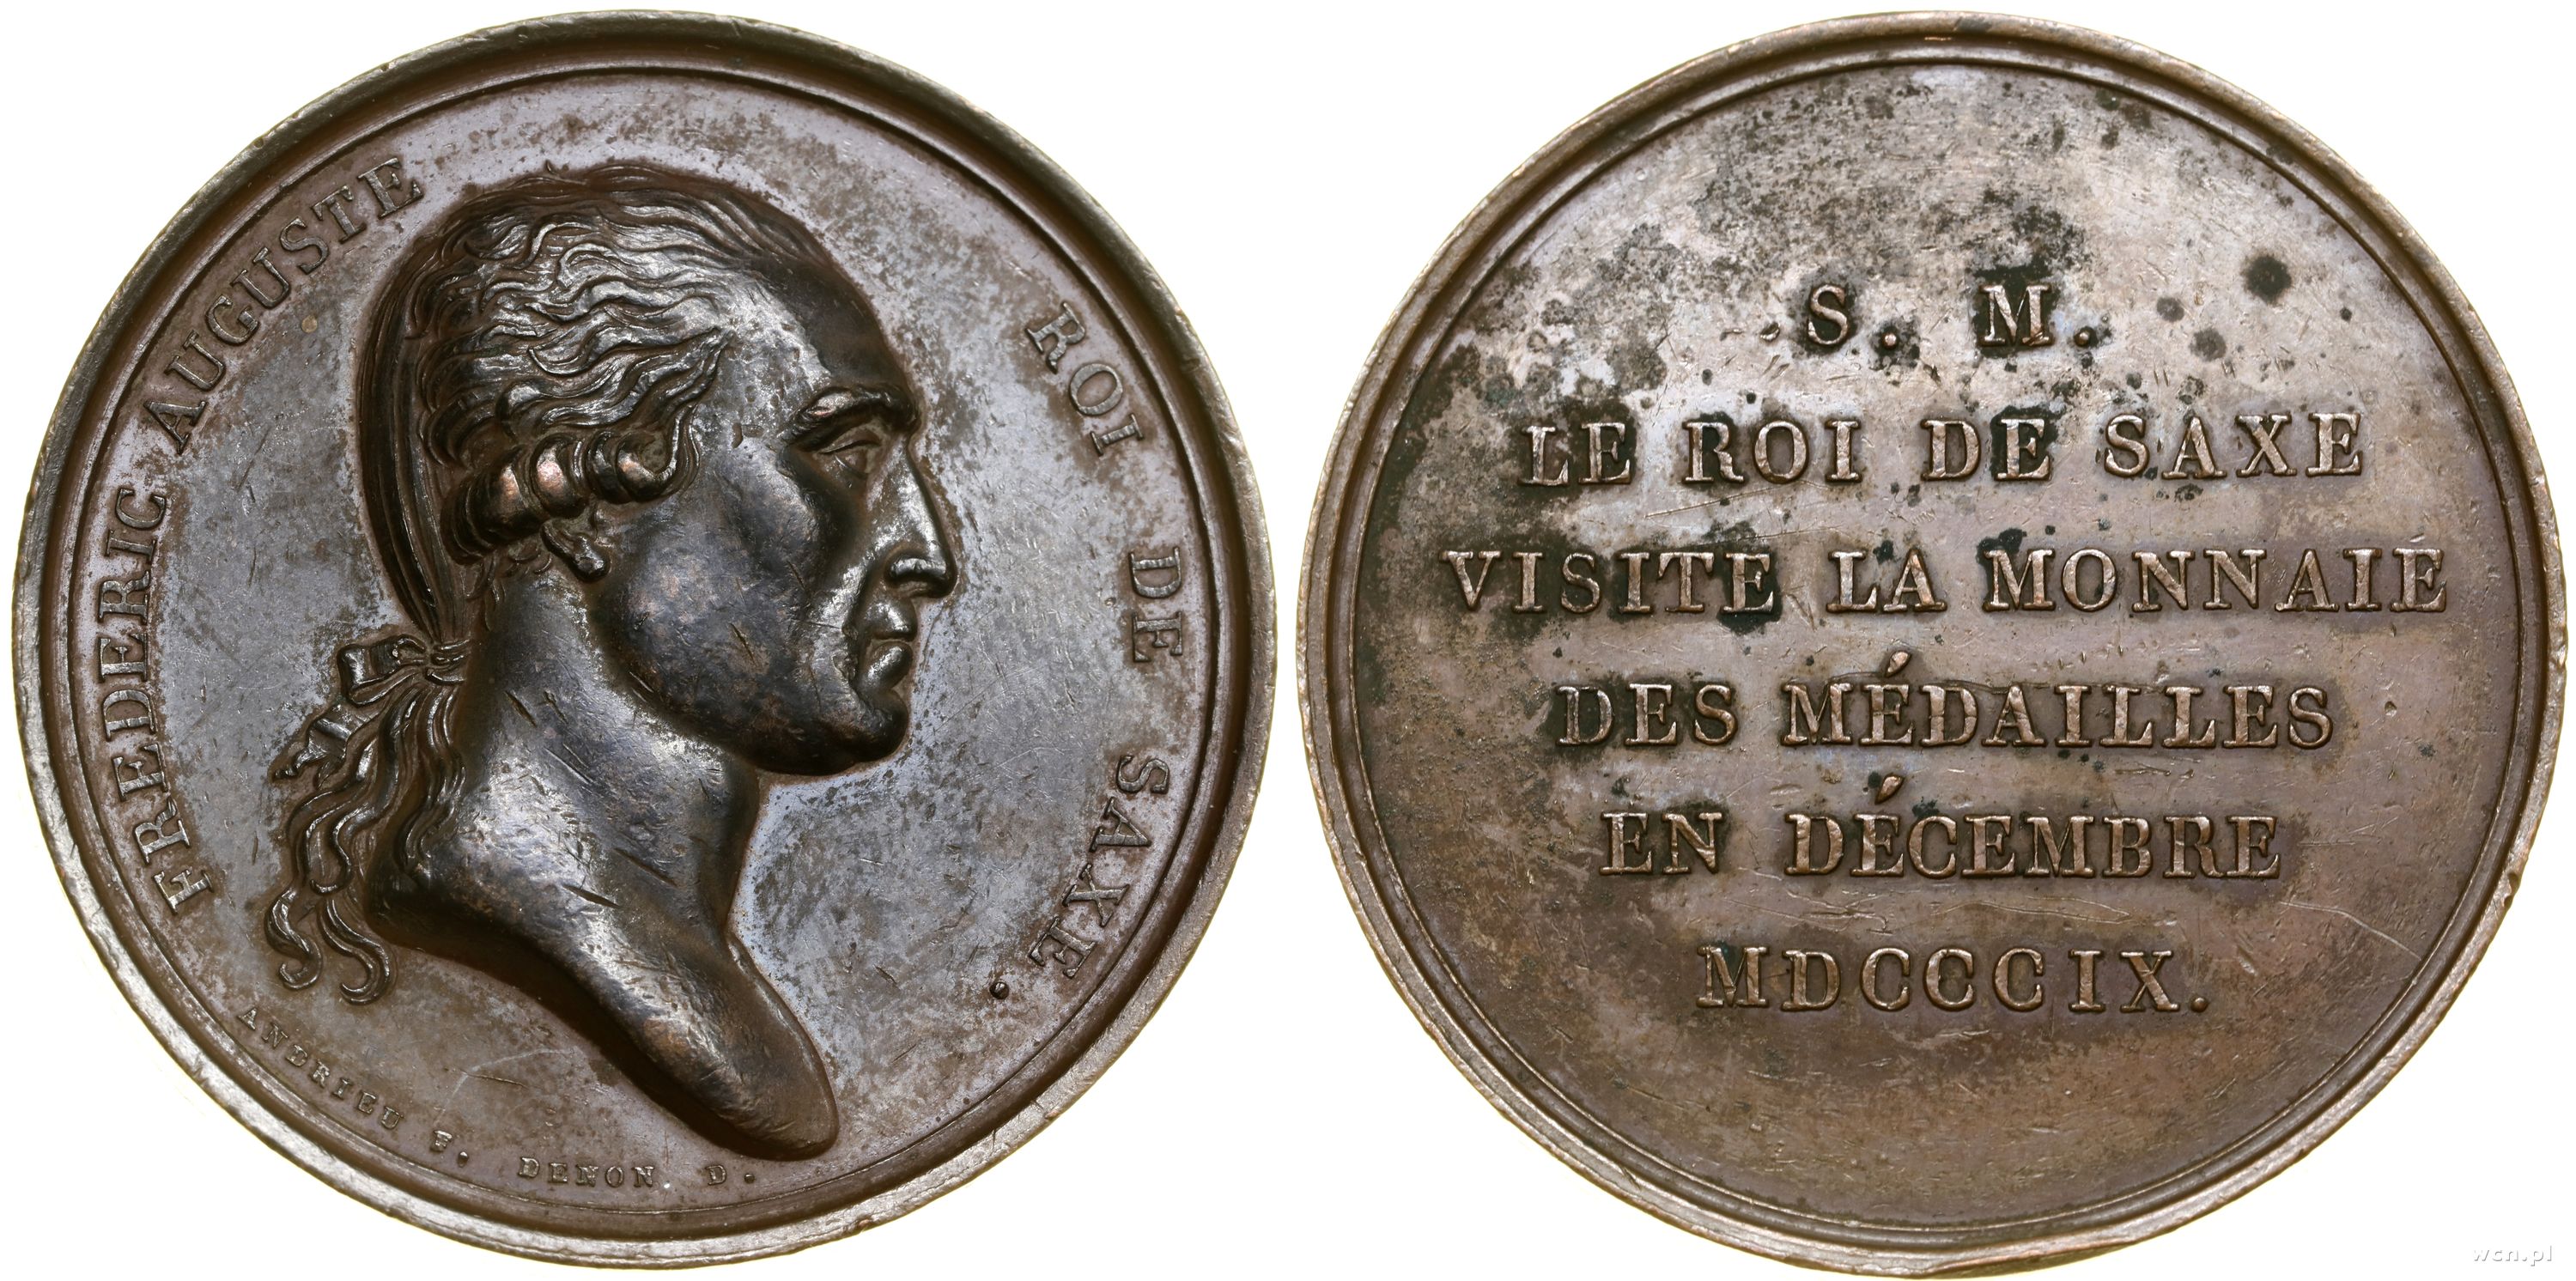 FREDERIC AUGUSTE ROI DE SAXE.
ANDRIEU F. DENON D.
S. M.
LE ROI DE SAXE
VISITE LA MONNAIE
DES MÉDAILLES
EN DÉCEMBRE
MDCCCIX.
wcn.pl